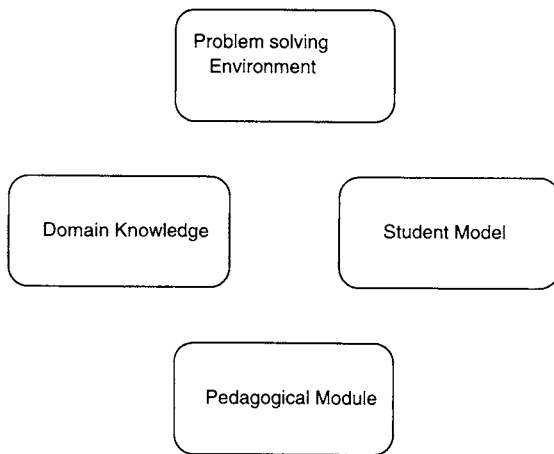 Problem solving
Environment
Domain Knowledge
Student Model
Pedagogical Module